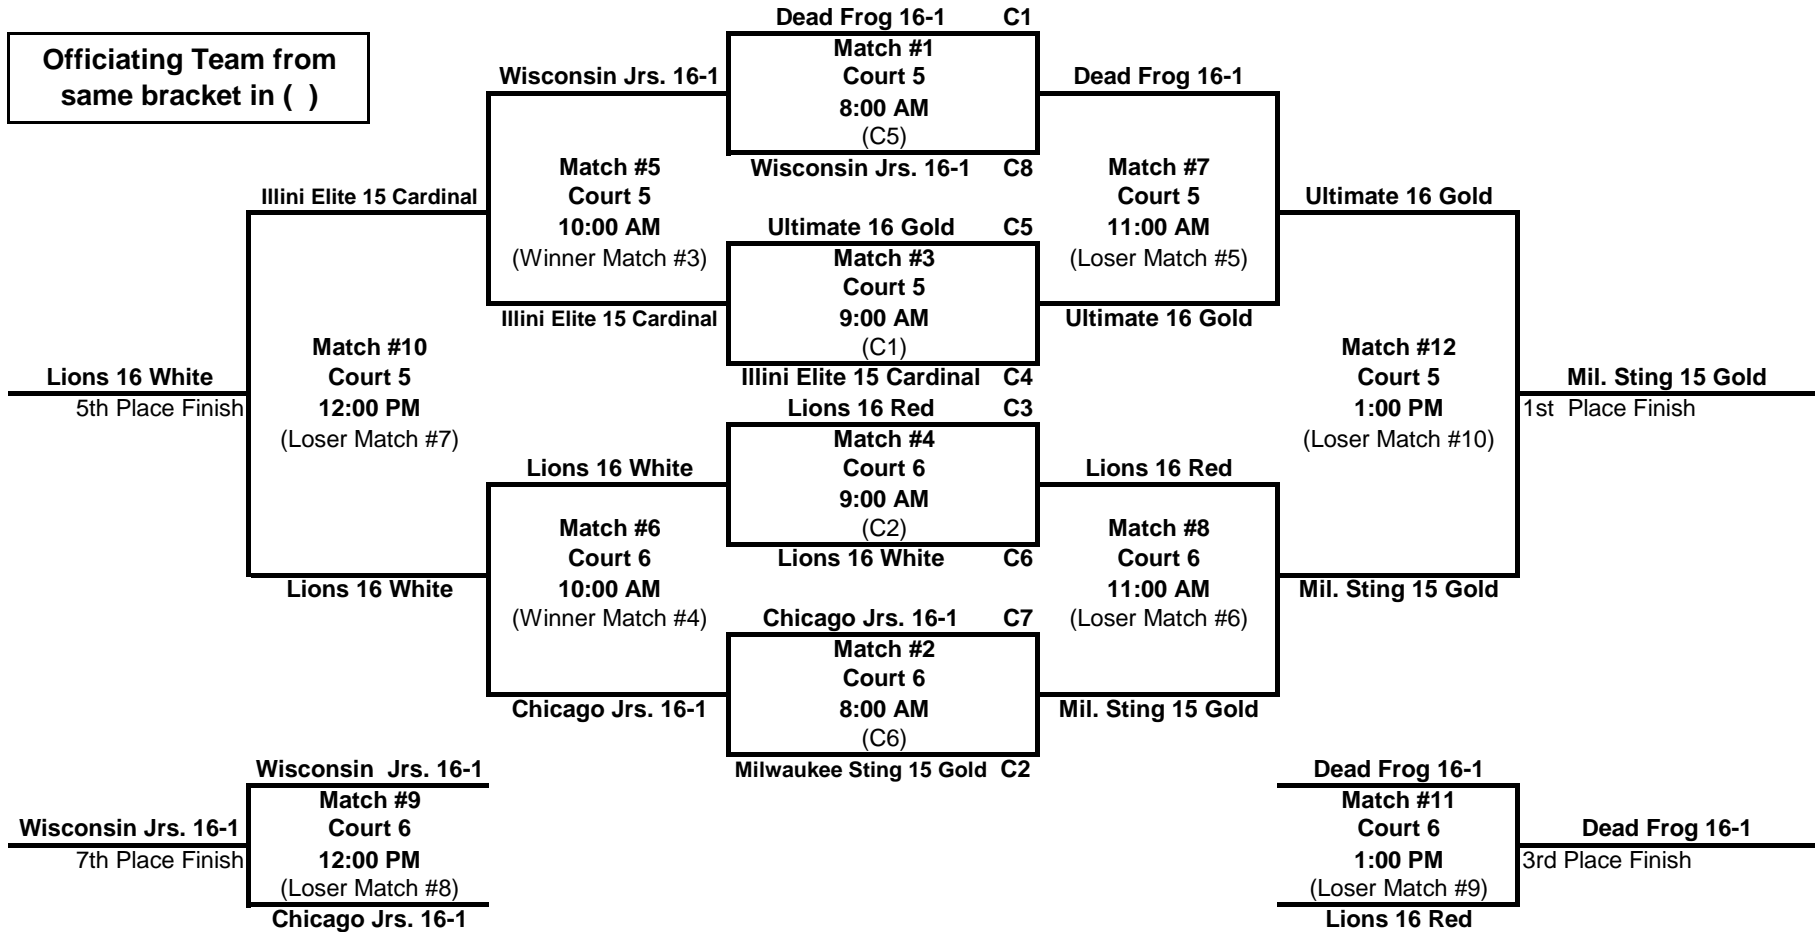 Officiating Team from
same bracket in (  )
Dead Frog 16-1 C1
Match #1
Court 5
8:00 AM
(C5)
Wisconsin Jrs. 16-1 C8
Wisconsin Jrs. 16-1
Match #5
Court 5
10:00 AM
(Winner Match #3)
Illini Elite 15 Cardinal
Dead Frog 16-1
Match #7
Court 5
11:00 AM
(Loser Match #5)
Ultimate 16 Gold
Ultimate 16 Gold C5
Match #3
Court 5
9:00 AM
(C1)
Illini Elite 15 Cardinal C4
Illini Elite 15 Cardinal
Match #10
Court 5
12:00 PM
(Loser Match #7)
Lions 16 White
Lions 16 White
5th Place Finish
Ultimate 16 Gold
Match #12
Court 5
1:00 PM
(Loser Match #10)
Mil. Sting 15 Gold
Mil. Sting 15 Gold
1st  Place Finish
Lions 16 Red C3
Match #4
Court 6
9:00 AM
(C2)
Lions 16 White C6
Lions 16 White
Match #6
Court 6
10:00 AM
(Winner Match #4)
Chicago Jrs. 16-1
Lions 16 Red
Match #8
Court 6
11:00 AM
(Loser Match #6)
Mil. Sting 15 Gold
Chicago Jrs. 16-1 C7
Match #2
Court 6
8:00 AM
(C6)
Milwaukee Sting 15 Gold C2
Wisconsin  Jrs. 16-1
Match #9
Court 6
12:00 PM
(Loser Match #8)
Chicago Jrs. 16-1
Wisconsin Jrs. 16-1
7th Place Finish
Dead Frog 16-1
Match #11
Court 6
1:00 PM
(Loser Match #9)
Lions 16 Red
Dead Frog 16-1
3rd Place Finish